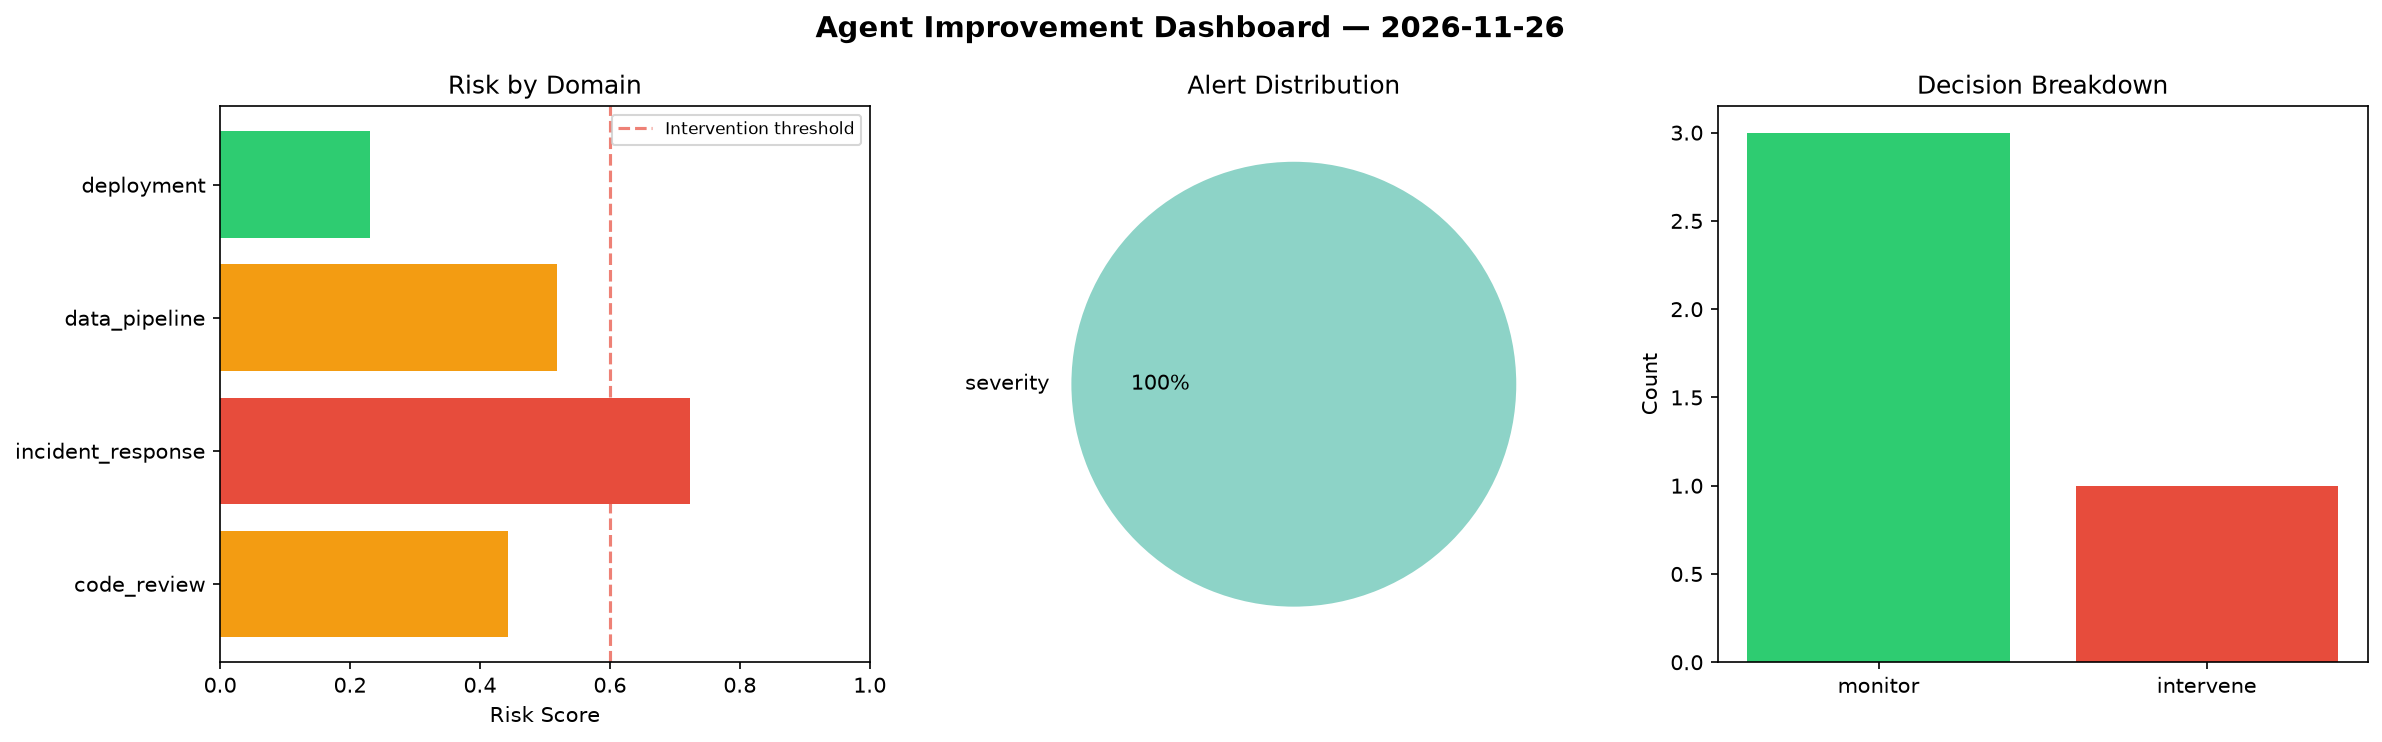 Agent Improvement Dashboard — 2026-11-26
Risk by Domain
Intervention threshold
deployment
data_pipeline
incident_response
code_review
0.0 0.2 0.4 0.6 0.8 1.0
Risk Score
Alert Distribution
severity 100%
Decision Breakdown
3.0
2.5
2.0
1.5
1.0
0.5
0.0
Count
monitor intervene